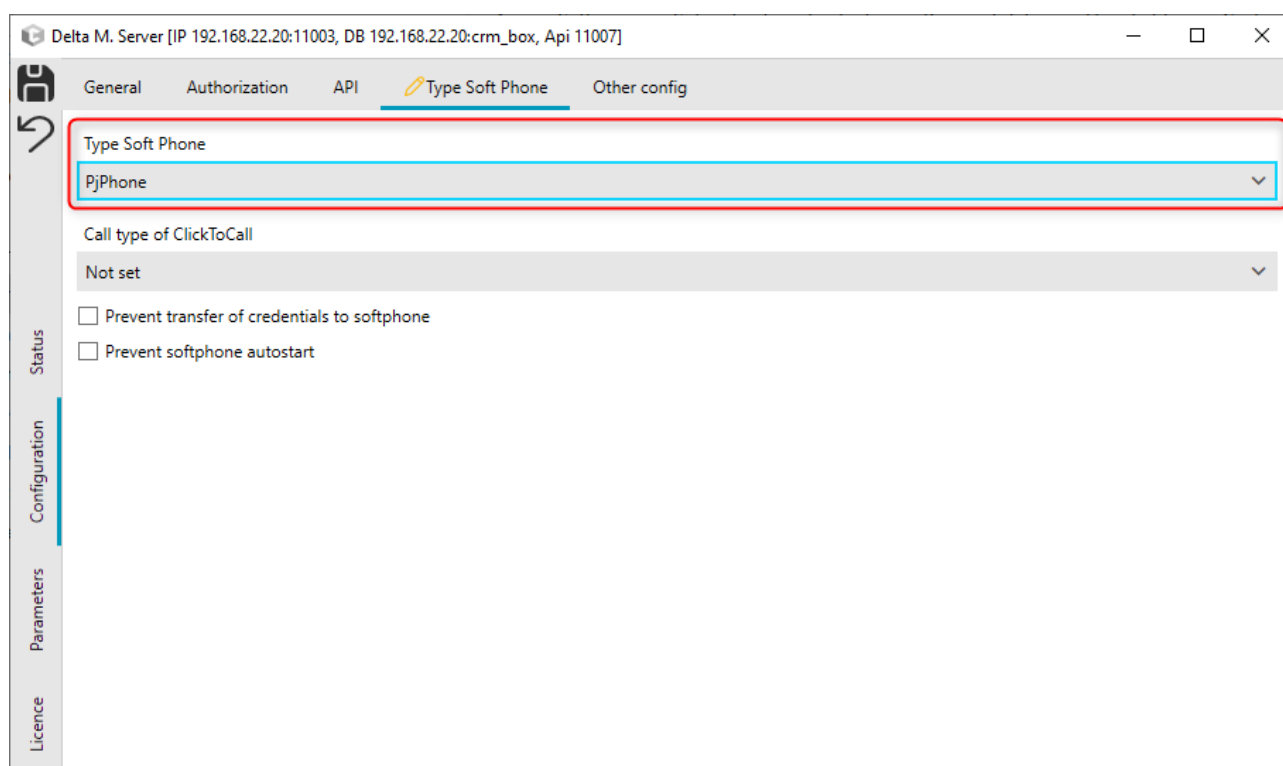 Delta M. Server [IP 192.168.22.20:11003, DB 192.168.22.20:crm_box, Api 11007]
General Authorization API Type Soft Phone Other config
Type Soft Phone
PjPhone
Call type of ClickToCall
Not set
Prevent transfer of credentials to softphone
Prevent softphone autostart
Status
Configuration
Parameters
Licence